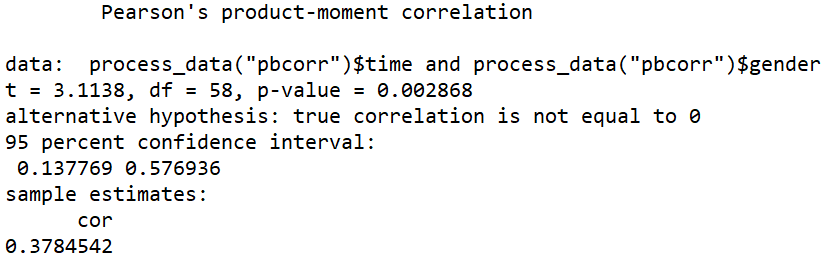 Pearson's product-moment correlation
data:  process_data("pbcorr")$time and process_data("pbcorr")$gender
t = 3.1138, df = 58, p-value = 0.002868
alternative hypothesis: true correlation is not equal to 0
95 percent confidence interval:
0.137769 0.576936
sample estimates:
cor
0.3784542